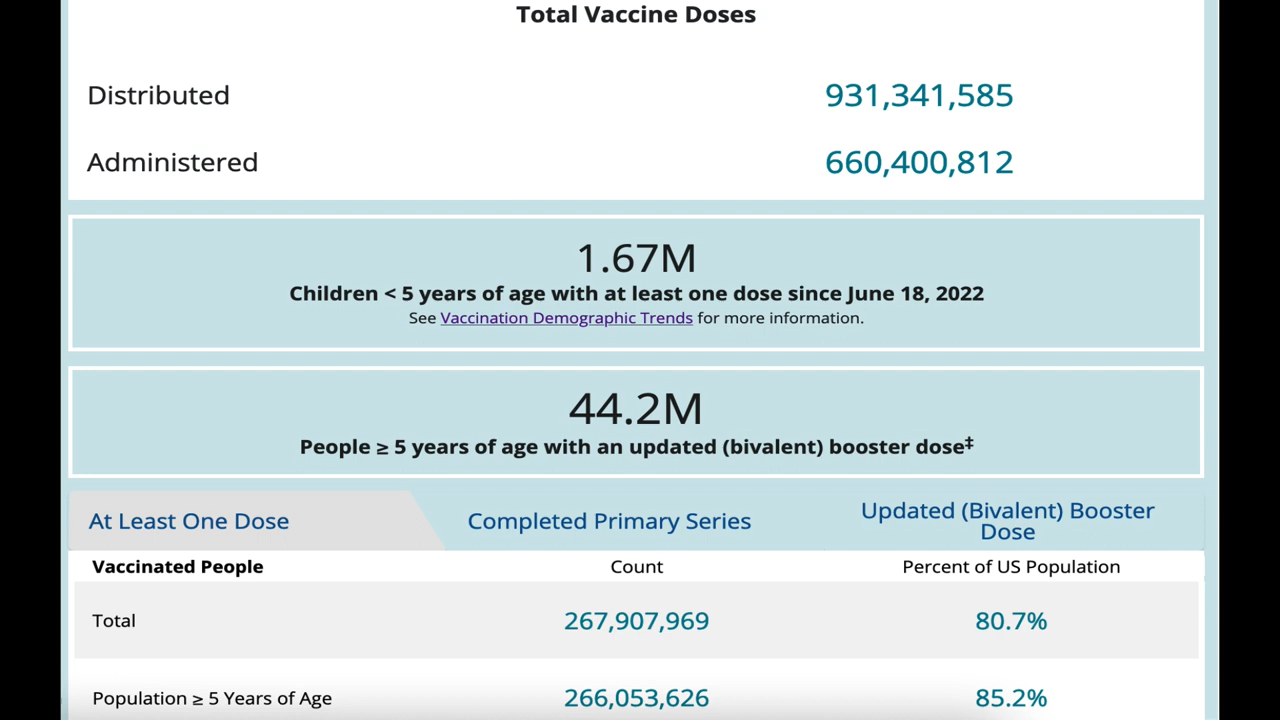 Total Vaccine Doses
Distributed 931,341,585
Administered 660,400,812
1.67M
Children < 5 years of age with at least one dose since June 18, 2022
See Vaccination Demographic Trends for more information.
44.2M
People ≥ 5 years of age with an updated (bivalent) booster dose‡
At Least One Dose
Completed Primary Series
Updated (Bivalent) Booster
Dose
Vaccinated People Count Percent of US Population
Total 267,907,969 80.7%
Population ≥ 5 Years of Age 266,053,626 85.2%